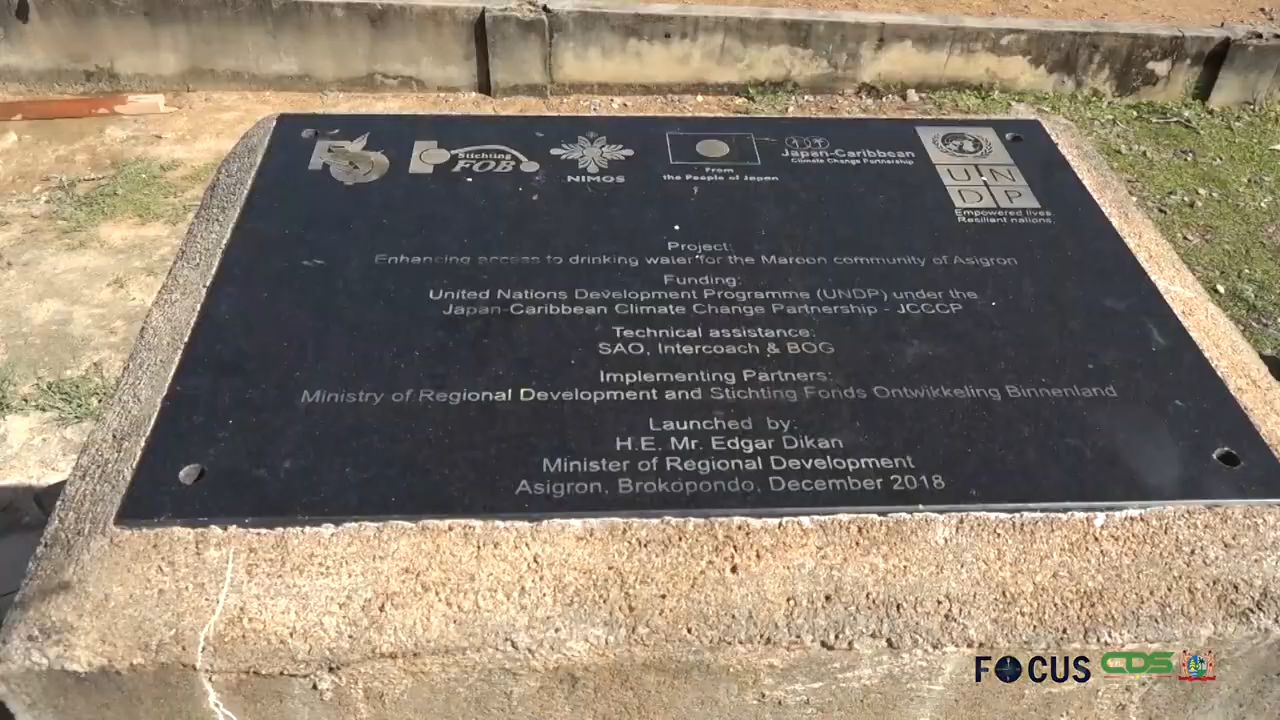 Stichting
FOB
NIMOS
From
the People of Japan
Japan-Caribbean
Climate Change Partnership
UN
DP
Empowered lives.
Resilient nations.
Project:
Enhancing access to drinking water for the Maroon community of Asigron
Funding:
United Nations Development Programme (UNDP) under the
Japan-Caribbean Climate Change Partnership - JCCCP
Technical assistance:
SAO, Intercoach & BOG
Implementing Partners:
Ministry of Regional Development and Stichting Fonds Ontwikkeling Binnenland
Launched by:
H.E. Mr. Edgar Dikan
Minister of Regional Development
Asigron, Brokopondo, December 2018
FOCUS CDS